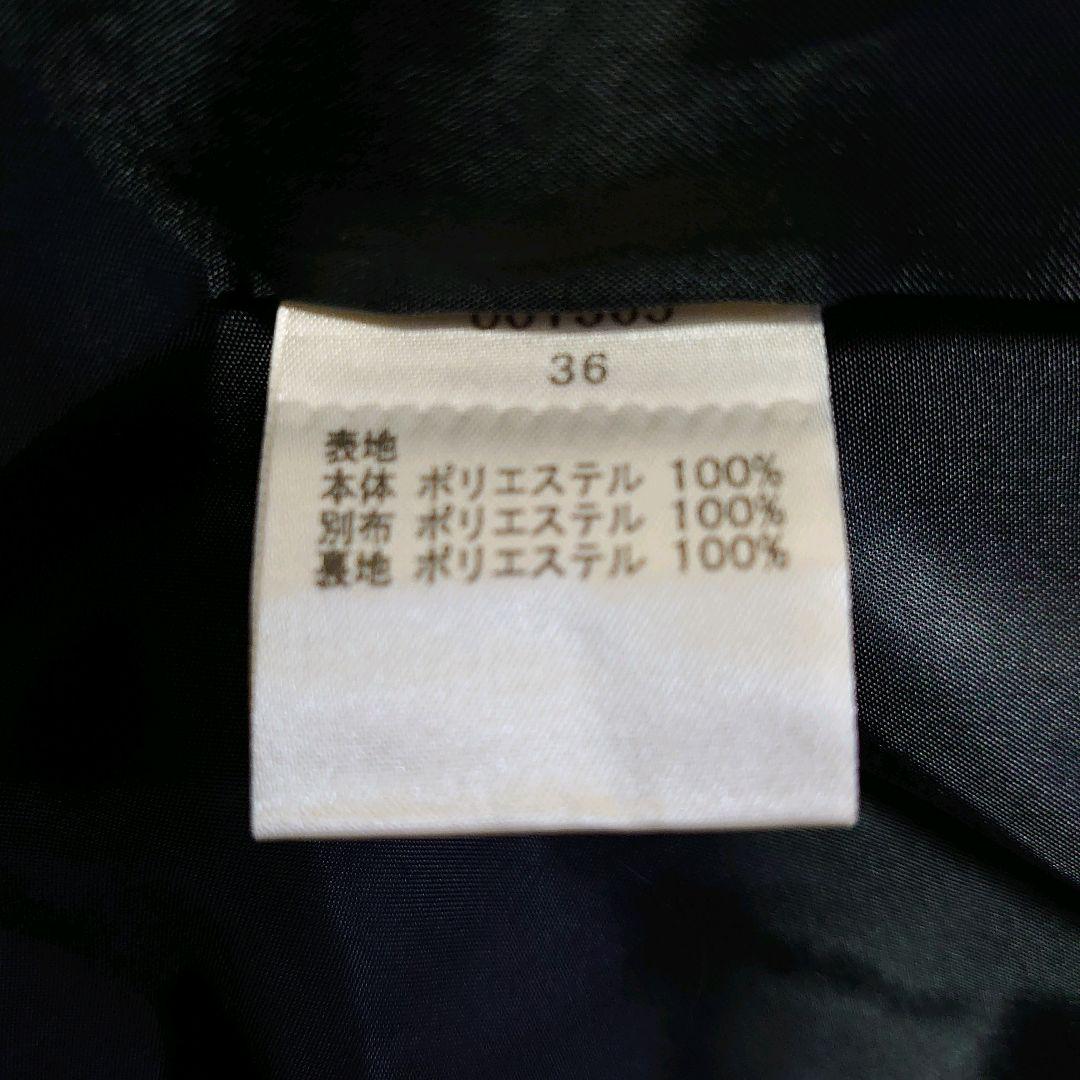 36
表地
本体 ポリエステル 100%
別布 ポリエステル 100%
裏地 ポリエステル 100%